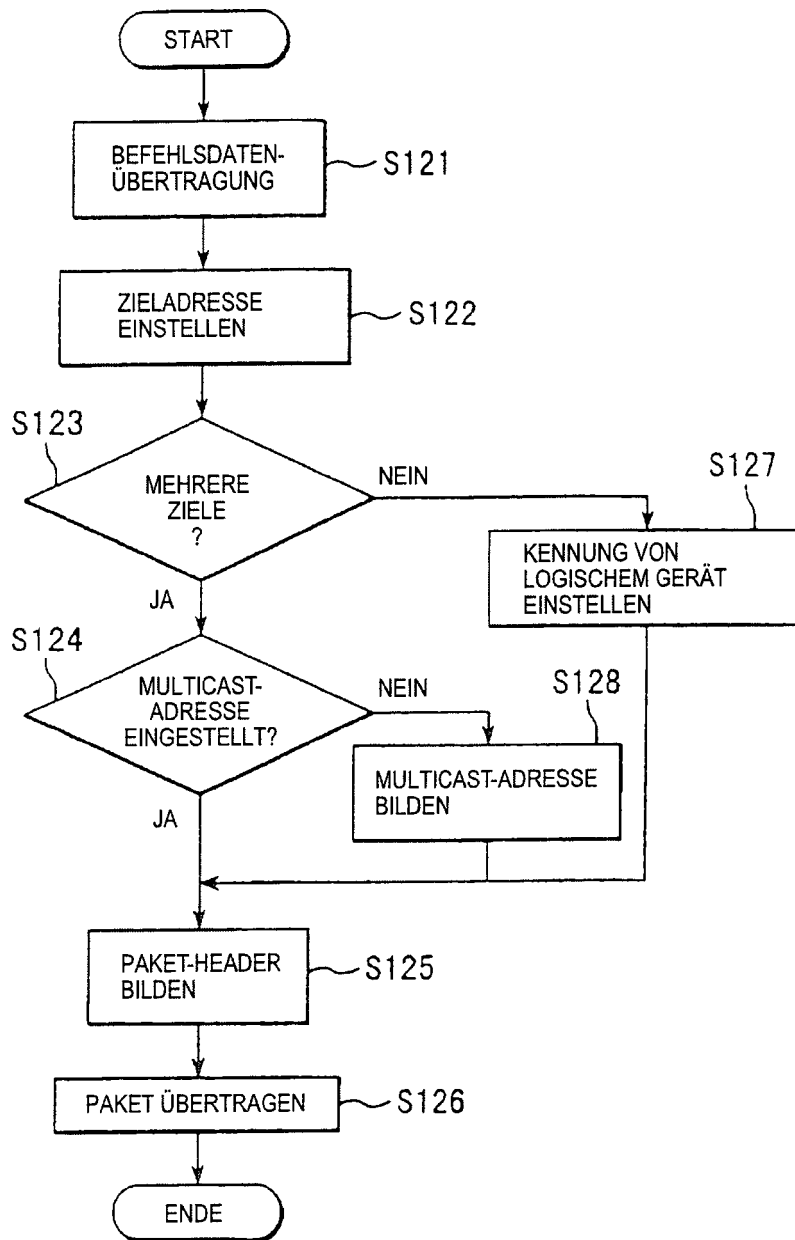 START
BEFEHLSDATEN-
ÜBERTRAGUNG
S121
ZIELADRESSE
EINSTELLEN
S122
S123
MEHRERE
ZIELE
?
NEIN
JA
S127
KENNUNG VON
LOGISCHEM GERÄT
EINSTELLEN
S124
MULTICAST-
ADRESSE
EINGESTELLT?
NEIN
JA
S128
MULTICAST-ADRESSE
BILDEN
PAKET-HEADER
BILDEN
S125
PAKET ÜBERTRAGEN
S126
ENDE